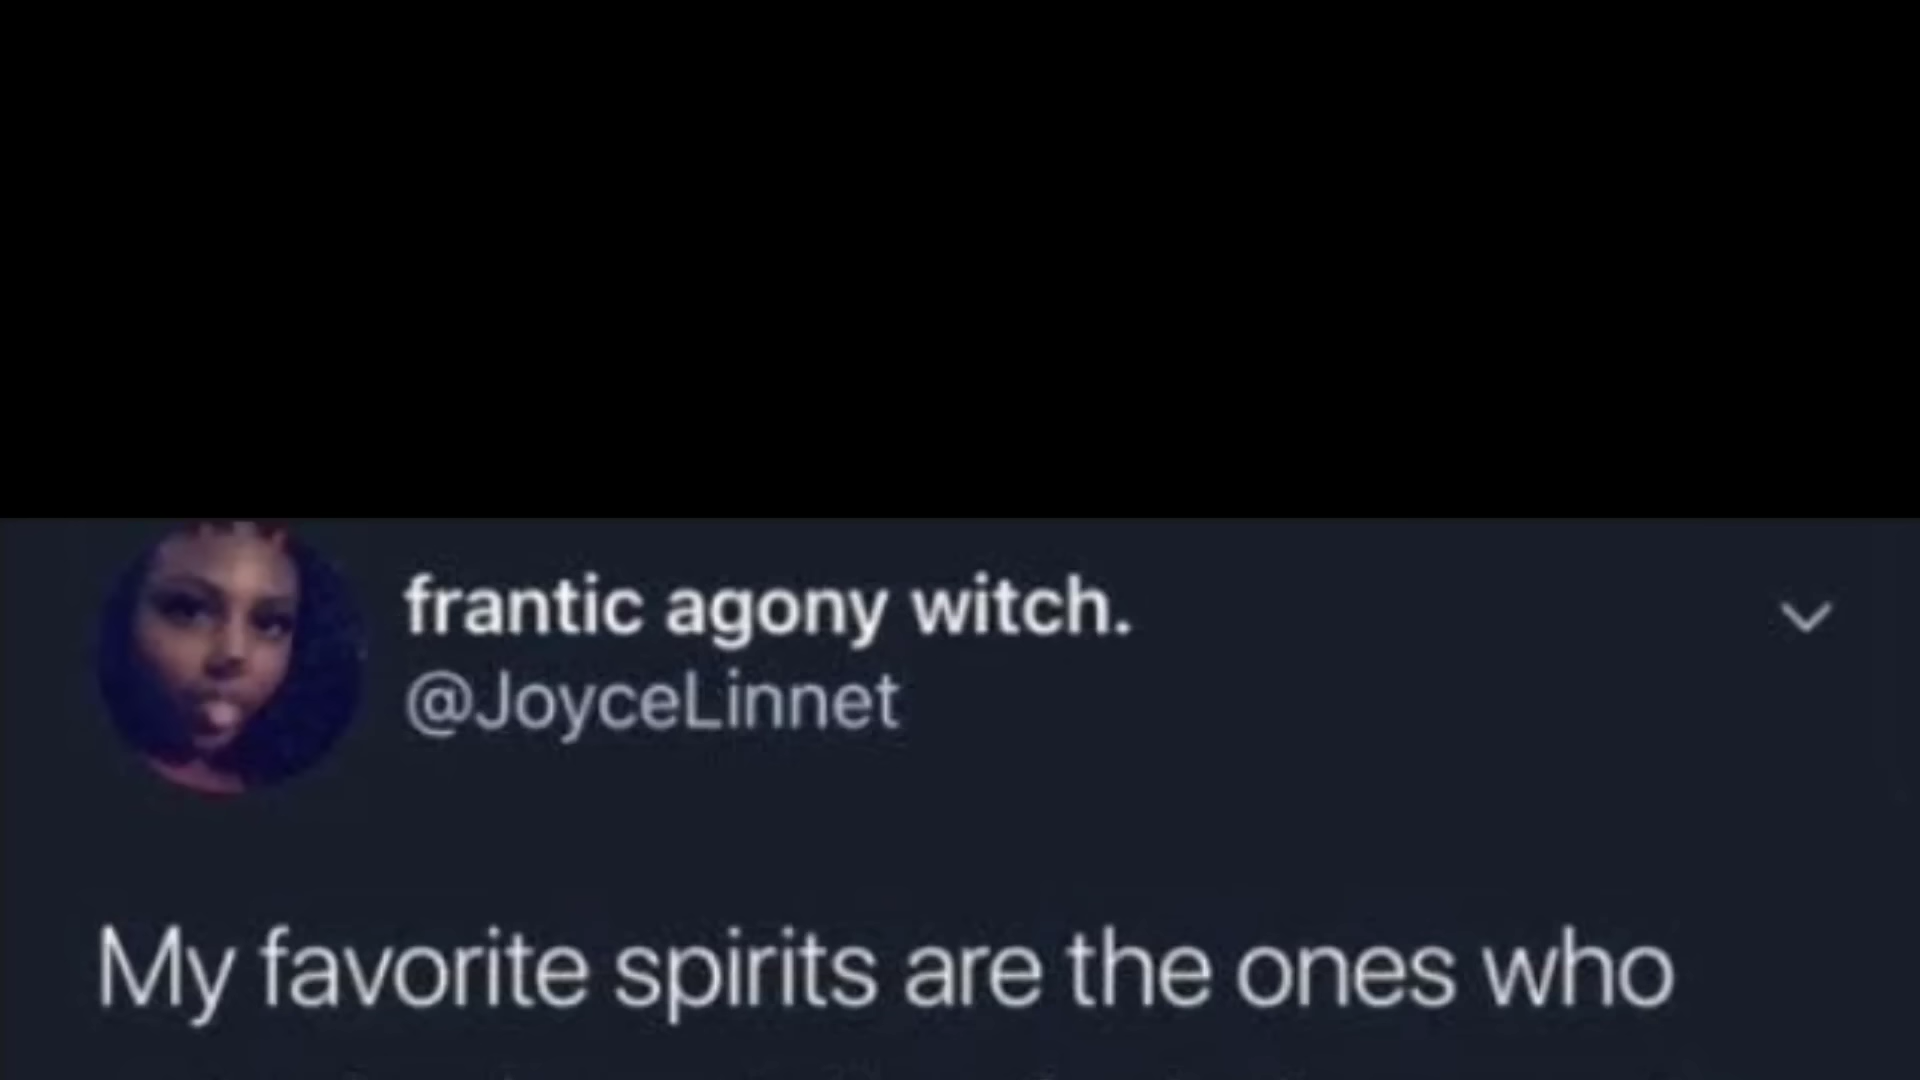 frantic agony witch.
@JoyceLinnet
My favorite spirits are the ones who